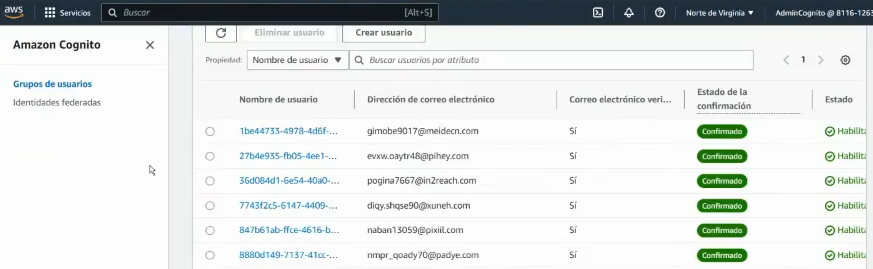 aws Servicios Buscar [Alt+S] Norte de Virginia AdminCognito @ 8116-1263
Amazon Cognito
Grupos de usuarios
Identidades federadas
Eliminar usuario Crear usuario
Propiedad: Nombre de usuario Buscar usuarios por atributo 1
Nombre de usuario Dirección de correo electrónico Correo electrónico veri... Estado de la confirmación Estado
1be44733-4978-4d6f-... gimobe9017@meidecn.com Sí Confirmado Habilita
27b4e935-fb05-4ee1-... evxw.oaytr48@pihey.com Sí Confirmado Habilita
36d084d1-6e54-40a0-... pogina7667@in2reach.com Sí Confirmado Habilita
7743f2c5-6147-4409-... diqy.shqse90@xuneh.com Sí Confirmado Habilita
847b61ab-ffce-4616-b... naban13059@pixiil.com Sí Confirmado Habilita
8880d149-7137-41cc-... nmpr_qoady70@padye.com Sí Confirmado Habilita